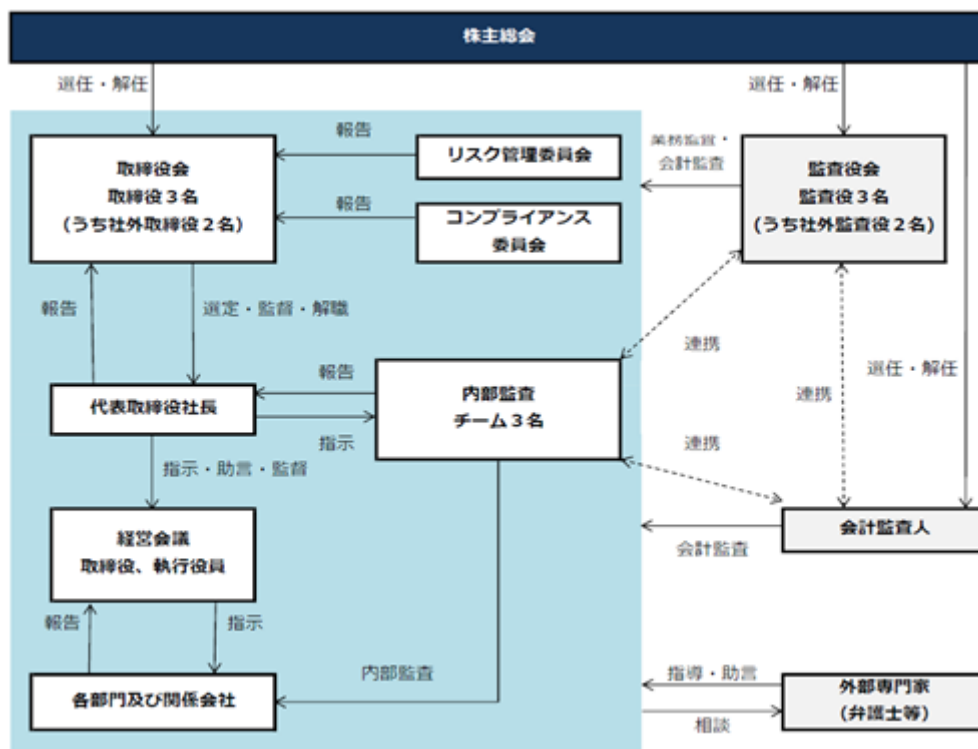 株主総会
選任・解任
選任・解任
報告
リスク管理委員会
業務監査・
会計監査
取締役会
取締役３名
(うち社外取締役２名)
監査役会
監査役３名
(うち社外監査役２名)
報告
コンプライアンス
委員会
報告
選定・監督・解職
連携
報告
内部監査
チーム３名
選任・解任
連携
代表取締役社長
指示
連携
指示・助言・監督
経営会議
取締役、執行役員
会計監査人
会計監査
報告
指示
内部監査
指導・助言
各部門及び関係会社
外部専門家
(弁護士等)
相談